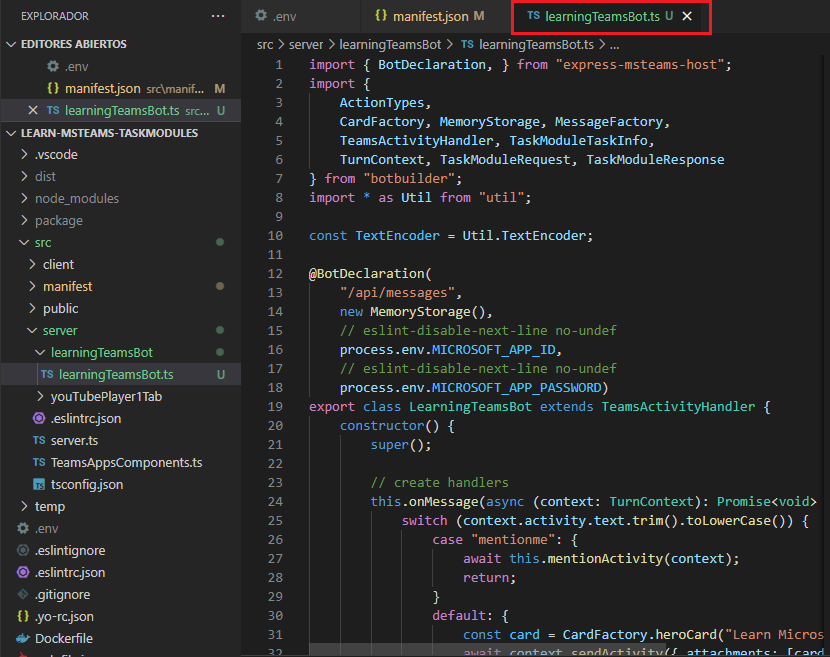 EXPLORADOR ...
EDITORES ABIERTOS
.env
{} manifest.json src\manif... M
TS learningTeamsBot.ts src... U
LEARN-MSTEAMS-TASKMODULES
.vscode
dist
node_modules
package
src
client
manifest
public
server
learningTeamsBot
TS learningTeamsBot.ts U
youTubePlayer1Tab
.eslintrc.json
TS server.ts
TS TeamsAppsComponents.ts
TS tsconfig.json
temp
.env
.eslintignore
.eslintrc.json
.gitignore
{} .yo-rc.json
Dockerfile
.env {} manifest.json M TS learningTeamsBot.ts U
src > server > learningTeamsBot > TS learningTeamsBot.ts > ...
1 import { BotDeclaration, } from "express-msteams-host";
2 import {
3 ActionTypes,
4 CardFactory, MemoryStorage, MessageFactory,
5 TeamsActivityHandler, TaskModuleTaskInfo,
6 TurnContext, TaskModuleRequest, TaskModuleResponse
7 } from "botbuilder";
8 import * as Util from "util";
9
10 const TextEncoder = Util.TextEncoder;
11
12 @BotDeclaration(
13 "/api/messages",
14 new MemoryStorage(),
15 // eslint-disable-next-line no-undef
16 process.env.MICROSOFT_APP_ID,
17 // eslint-disable-next-line no-undef
18 process.env.MICROSOFT_APP_PASSWORD)
19 export class LearningTeamsBot extends TeamsActivityHandler {
20 constructor() {
21 super();
22
23 // create handlers
24 this.onMessage(async (context: TurnContext): Promise<void>
25 switch (context.activity.text.trim().toLowerCase()) {
26 case "mentionme": {
27 await this.mentionActivity(context);
28 return;
29 }
30 default: {
31 const card = CardFactory.heroCard("Learn Micros
32 await context.sendActivity({ attachments: [card